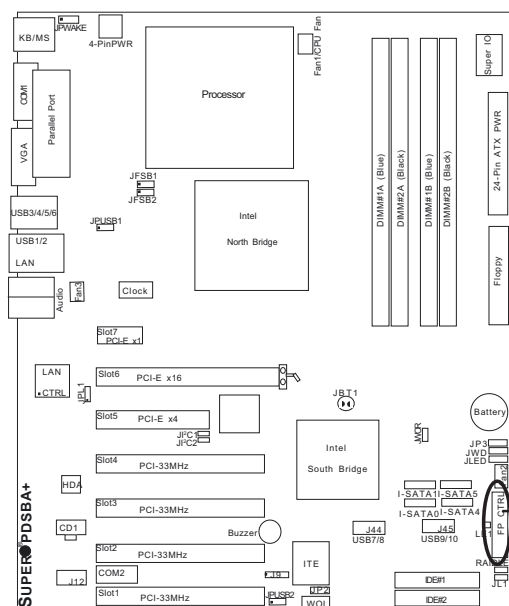 JPWAKE
KB/MS
4-PinPWR
Fan1/CPU Fan
Super IO
COM1
Parallel Port
Processor
VGA
24-Pin ATX PWR
DIMM#1A (Blue)
DIMM#2A (Black)
DIMM#1B (Blue)
DIMM#2B (Black)
JFSB1
JFSB2
USB3/4/5/6
JPUSB1
Intel
North Bridge
USB1/2
LAN
Floppy
Audio
Fan3
Clock
Slot7
PCI-E x1
LAN
CTRL
JPL1
Slot6
PCI-E x16
JBT1
Battery
Slot5
PCI-E x4
JI²C1
JI²C2
JWOR
JP3
JWD
JLED
Intel
South Bridge
Slot4
PCI-33MHz
Fan2
HDA
I-SATA1
I-SATA5
I-SATA0
I-SATA4
FP CTRL
Slot3
PCI-33MHz
CD1
Buzzer
J44
USB7/8
J45
USB9/10
1
SUPER PDSBA+
Slot2
PCI-33MHz
ITE
J12
COM2
J9
IDE#1
JL1
Slot1
PCI-33MHz
JPUSB2
JP2
WOL
IDE#2